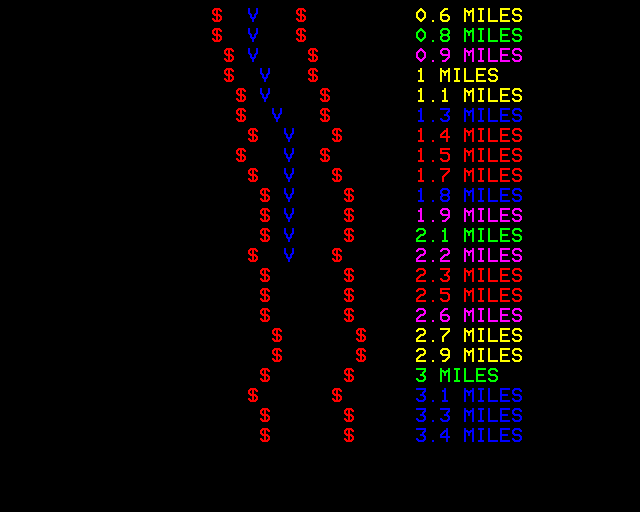 $  V   $         0.6 MILES
$  V   $         0.8 MILES
$ V    $        0.9 MILES
$  V   $        1 MILES
$ V    $       1.1 MILES
$  V   $       1.3 MILES
$  V   $      1.4 MILES
$   V  $       1.5 MILES
$  V   $      1.7 MILES
$ V    $     1.8 MILES
$ V    $     1.9 MILES
$ V    $     2.1 MILES
$  V   $      2.2 MILES
$      $     2.3 MILES
$      $     2.5 MILES
$      $     2.6 MILES
$      $    2.7 MILES
$      $    2.9 MILES
$      $     3 MILES
$      $      3.1 MILES
$      $     3.3 MILES
$      $     3.4 MILES